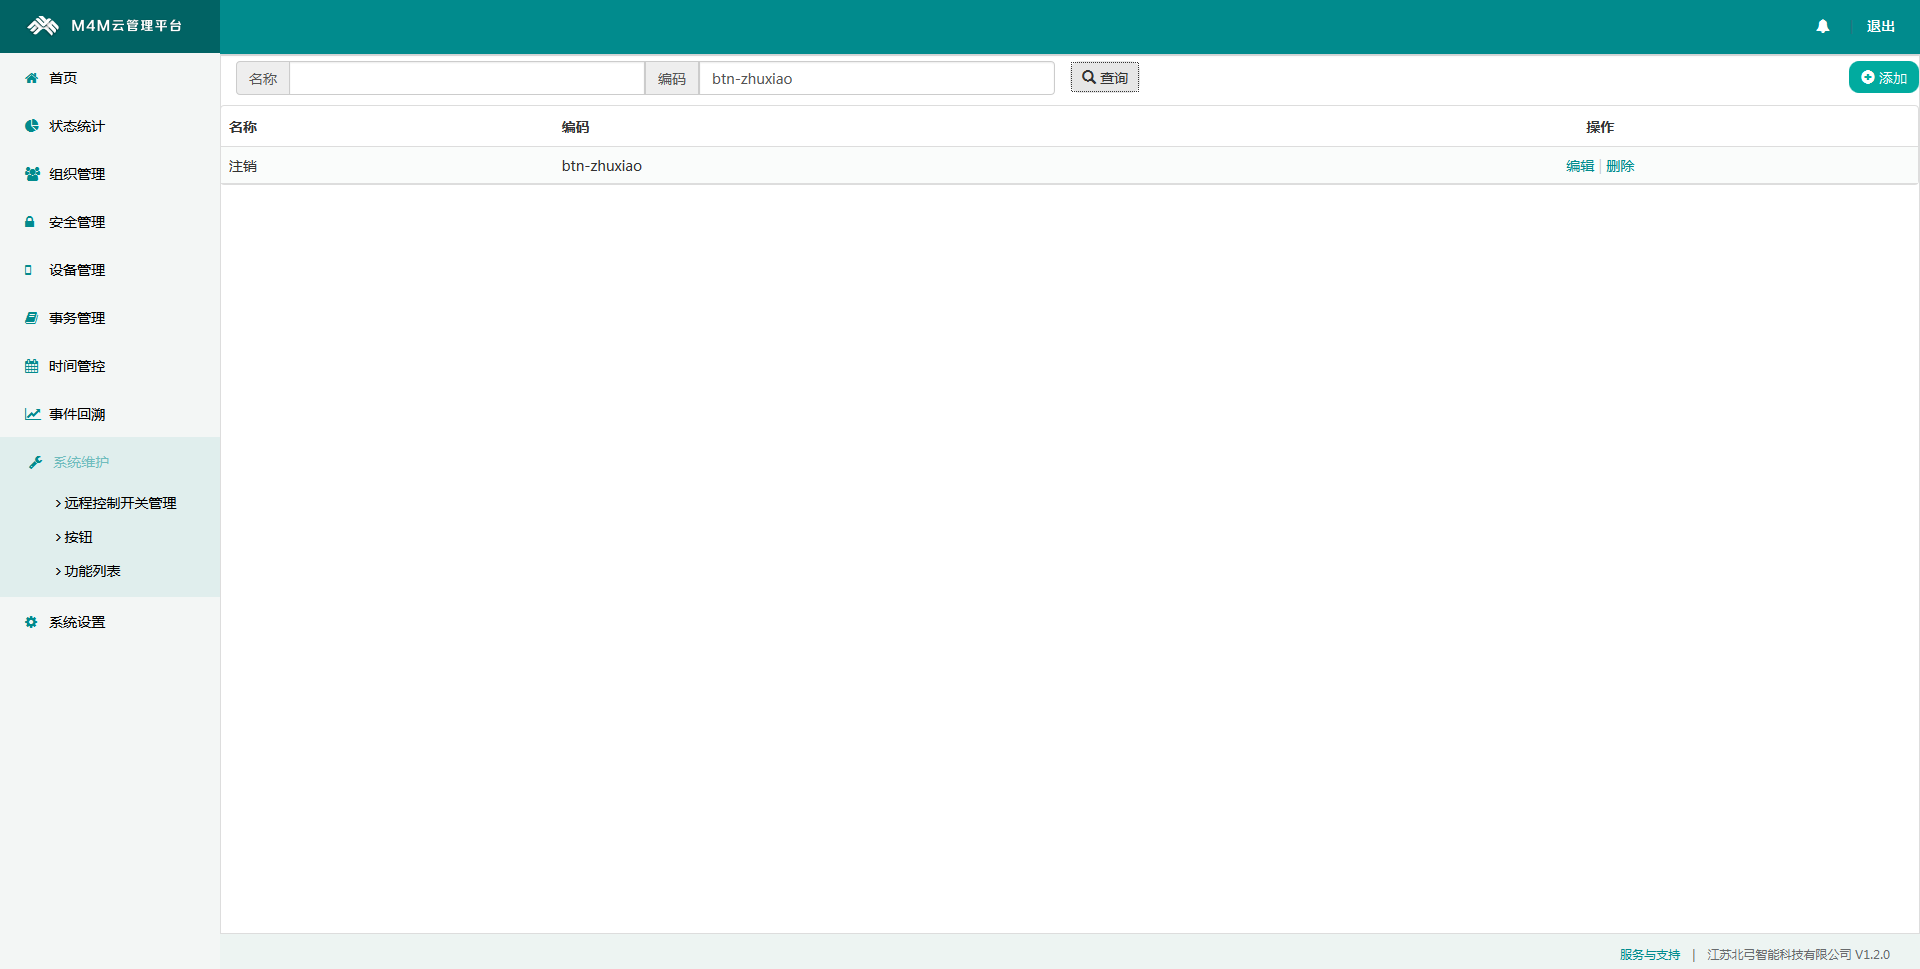 M4M云管理平台
退出
首页
状态统计
组织管理
安全管理
设备管理
事务管理
时间管控
事件回溯
系统维护
远程控制开关管理
按钮
功能列表
系统设置
名称 编码 btn-zhuxiao 查询 添加
名称 编码 操作
注销 btn-zhuxiao 编辑 | 删除
服务与支持 | 江苏北弓智能科技有限公司 V1.2.0